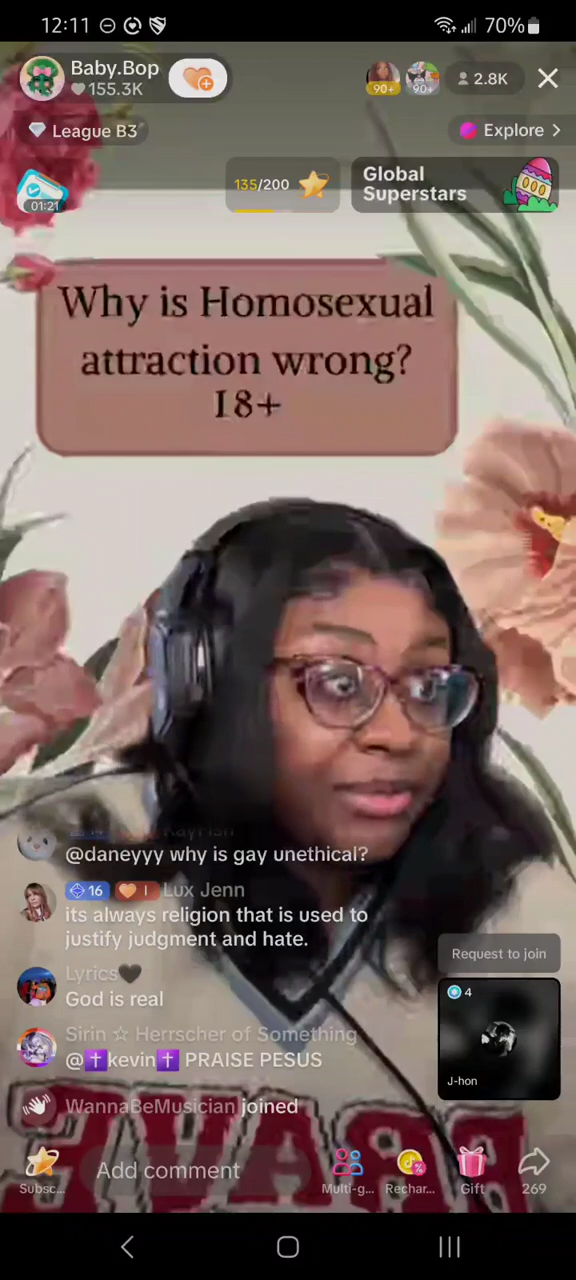 12:11
70%
Baby.Bop
155.3K
90+
90+
2.8K
League B3
Explore
01:21
135/200
Global
Superstars
Why is Homosexual
attraction wrong?
18+
14
KayFish
@daneyyy why is gay unethical?
16
I
Lux Jenn
its always religion that is used to
justify judgment and hate.
Lyrics🖤
God is real
Sirin ☆ Herrscher of Something
@✝️kevin✝️ PRAISE PESUS
WannaBeMusician joined
Request to join
4
J-hon
BRAVE
Add comment
Subsc...
Multi-g...
Rechar...
Gift
269